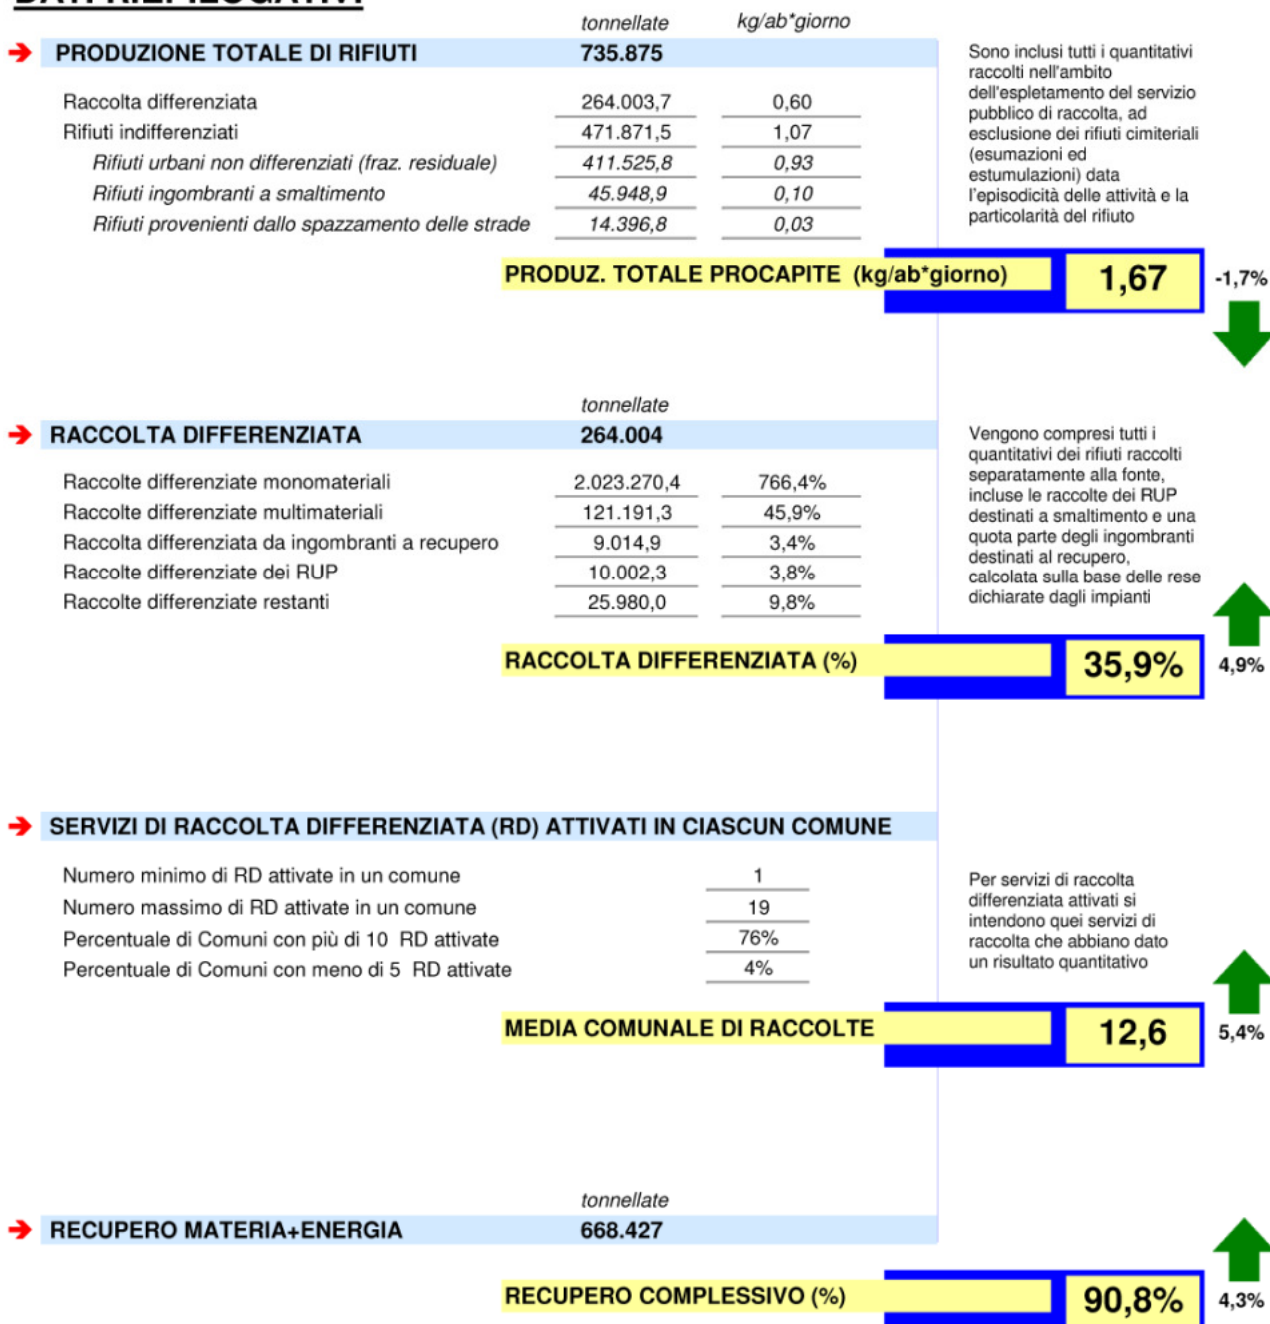 DATI RIEPILOGATIVI
tonnellate kg/ab*giorno
PRODUZIONE TOTALE DI RIFIUTI 735.875
Raccolta differenziata 264.003,7 0,60
Rifiuti indifferenziati 471.871,5 1,07
Rifiuti urbani non differenziati (fraz. residuale) 411.525,8 0,93
Rifiuti ingombranti a smaltimento 45.948,9 0,10
Rifiuti provenienti dallo spazzamento delle strade 14.396,8 0,03
Sono inclusi tutti i quantitativi
raccolti nell'ambito
dell'espletamento del servizio
pubblico di raccolta, ad
esclusione dei rifiuti cimiteriali
(esumazioni ed
estumulazioni) data
l'episodicità delle attività e la
particolarità del rifiuto
PRODUZ. TOTALE PROCAPITE (kg/ab*giorno) 1,67 -1,7%
tonnellate
RACCOLTA DIFFERENZIATA 264.004
Raccolte differenziate monomateriali 2.023.270,4 766,4%
Raccolte differenziate multimateriali 121.191,3 45,9%
Raccolta differenziata da ingombranti a recupero 9.014,9 3,4%
Raccolte differenziate dei RUP 10.002,3 3,8%
Raccolte differenziate restanti 25.980,0 9,8%
Vengono compresi tutti i
quantitativi dei rifiuti raccolti
separatamente alla fonte,
incluse le raccolte dei RUP
destinati a smaltimento e una
quota parte degli ingombranti
destinati al recupero,
calcolata sulla base delle rese
dichiarate dagli impianti
RACCOLTA DIFFERENZIATA (%) 35,9% 4,9%
SERVIZI DI RACCOLTA DIFFERENZIATA (RD) ATTIVATI IN CIASCUN COMUNE
Numero minimo di RD attivate in un comune 1
Numero massimo di RD attivate in un comune 19
Percentuale di Comuni con più di 10 RD attivate 76%
Percentuale di Comuni con meno di 5 RD attivate 4%
Per servizi di raccolta
differenziata attivati si
intendono quei servizi di
raccolta che abbiano dato
un risultato quantitativo
MEDIA COMUNALE DI RACCOLTE 12,6 5,4%
tonnellate
RECUPERO MATERIA+ENERGIA 668.427
RECUPERO COMPLESSIVO (%) 90,8% 4,3%